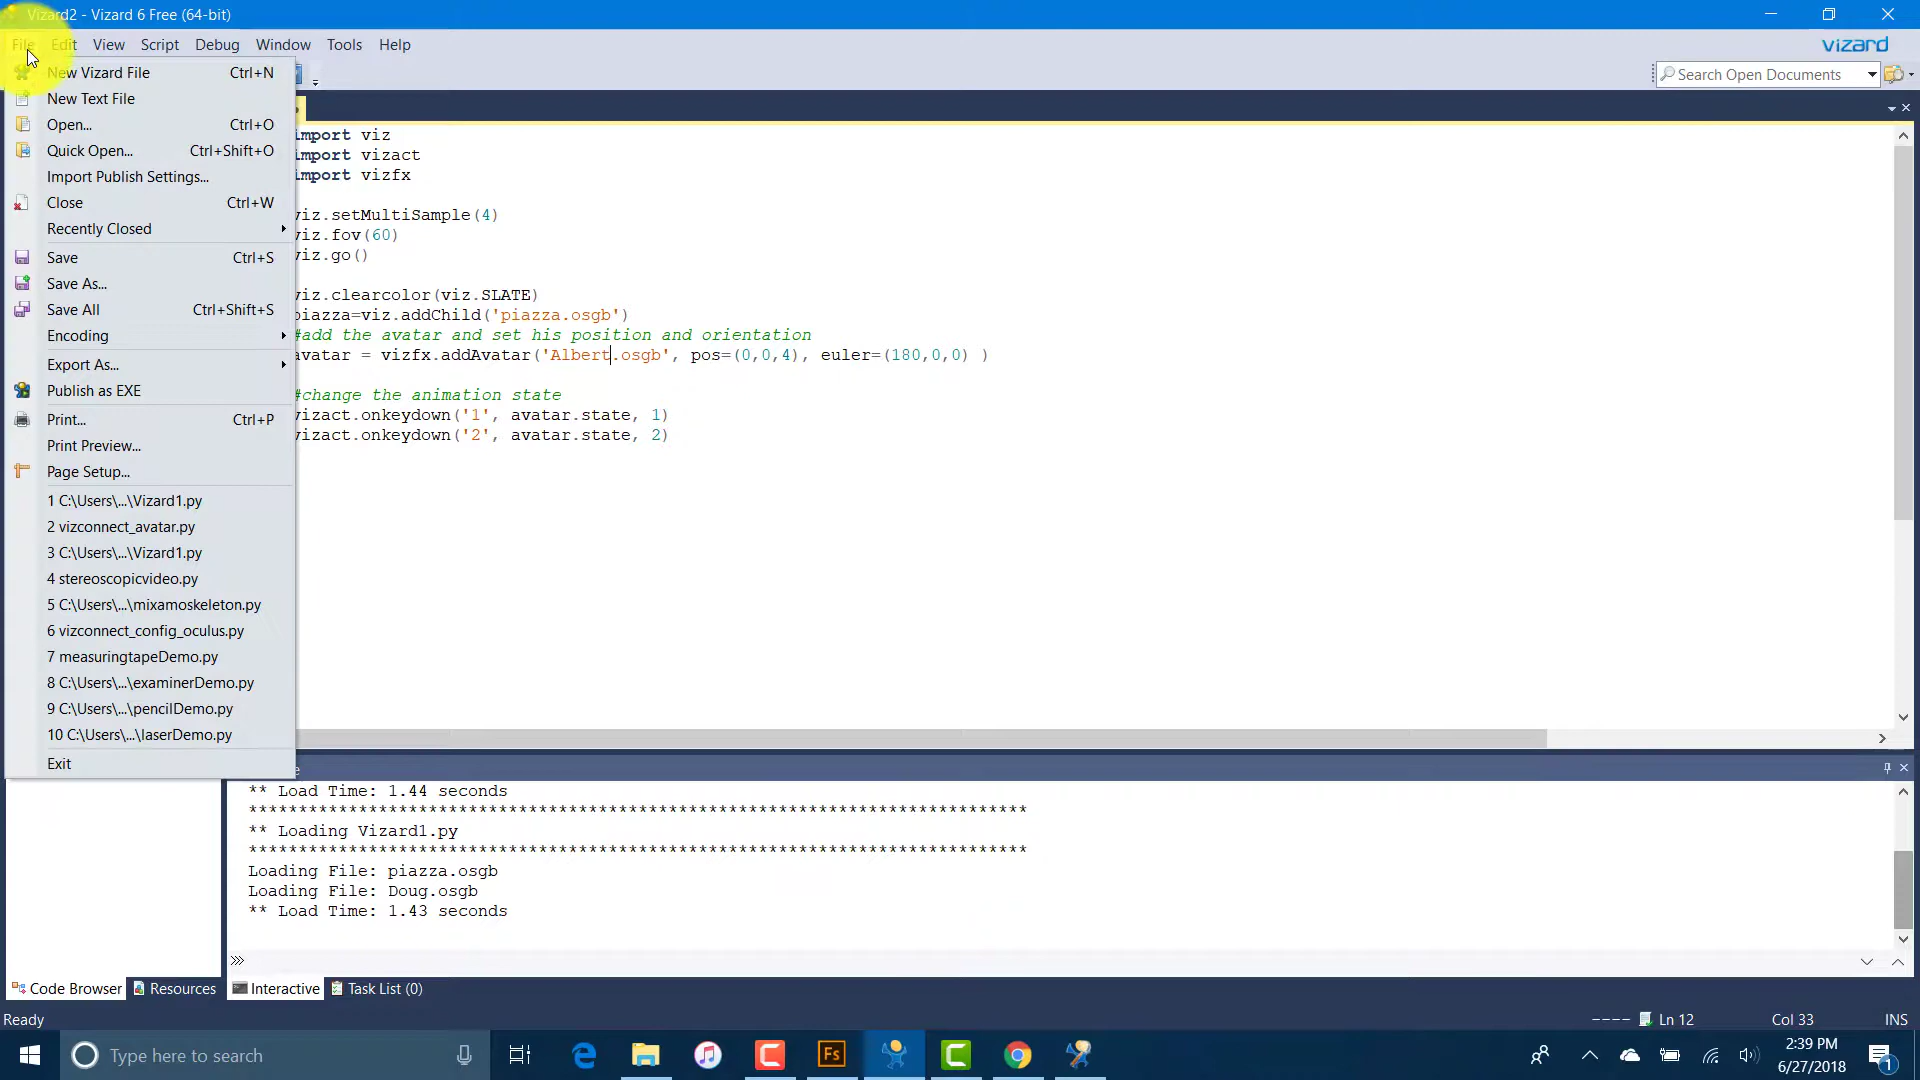 Vizard2 - Vizard 6 Free (64-bit)
File Edit View Script Debug Window Tools Help
vizard
New Vizard File Ctrl+N
Search Open Documents
New Text File
Open... Ctrl+O
Quick Open... Ctrl+Shift+O
Import Publish Settings...
Close Ctrl+W
Recently Closed
Save Ctrl+S
Save As...
Save All Ctrl+Shift+S
Encoding
Export As...
Publish as EXE
Print... Ctrl+P
Print Preview...
Page Setup...
1 C:\Users\...\Vizard1.py
2 vizconnect_avatar.py
3 C:\Users\...\Vizard1.py
4 stereoscopicvideo.py
5 C:\Users\...\mixamoskeleton.py
6 vizconnect_config_oculus.py
7 measuringtapeDemo.py
8 C:\Users\...\examinerDemo.py
9 C:\Users\...\pencilDemo.py
10 C:\Users\...\laserDemo.py
Exit
import viz
import vizact
import vizfx
viz.setMultiSample(4)
viz.fov(60)
viz.go()
viz.clearcolor(viz.SLATE)
piazza=viz.addChild('piazza.osgb')
#add the avatar and set his position and orientation
avatar = vizfx.addAvatar('Albert.osgb', pos=(0,0,4), euler=(180,0,0) )
#change the animation state
vizact.onkeydown('1', avatar.state, 1)
vizact.onkeydown('2', avatar.state, 2)
** Load Time: 1.44 seconds
******************************************************************************
** Loading Vizard1.py
******************************************************************************
Loading File: piazza.osgb
Loading File: Doug.osgb
** Load Time: 1.43 seconds
>>>
Code Browser Resources Interactive Task List (0)
Ready ---- Ln 12 Col 33 INS
Type here to search
Fs
2:39 PM
6/27/2018
1